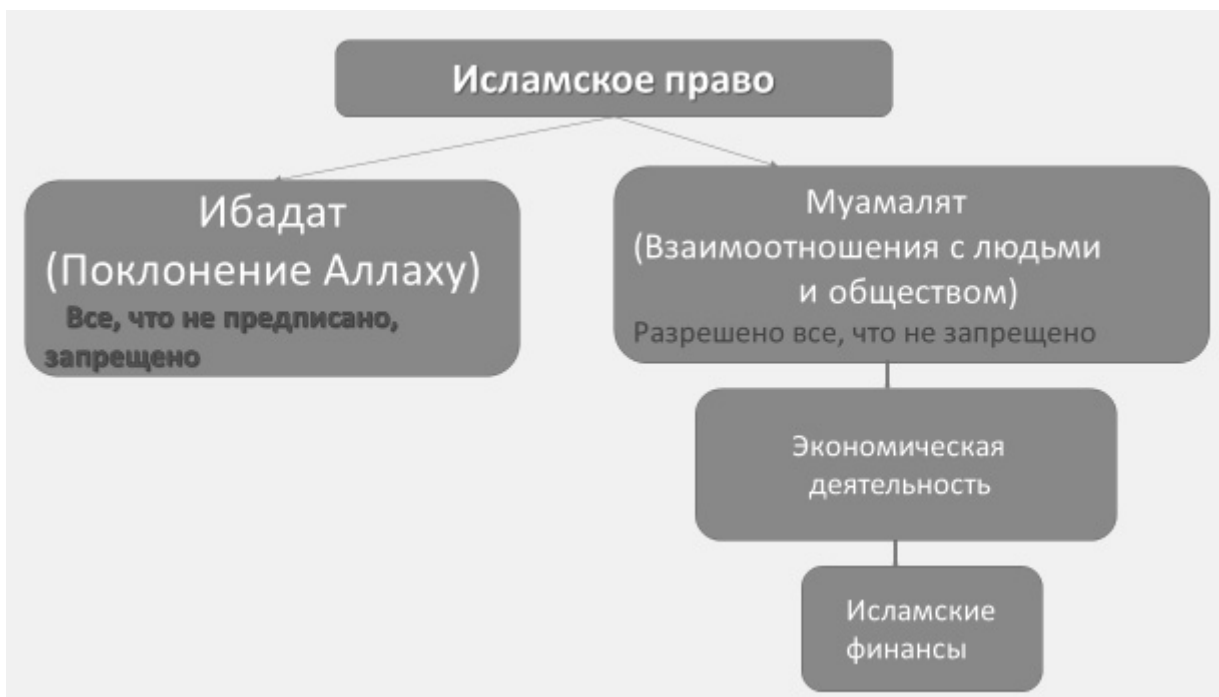 Исламское право
Ибадат
(Поклонение Аллаху)
Все, что не предписано,
запрещено
Муамалят
(Взаимоотношения с людьми
и обществом)
Разрешено все, что не запрещено
Экономическая
деятельность
Исламские
финансы